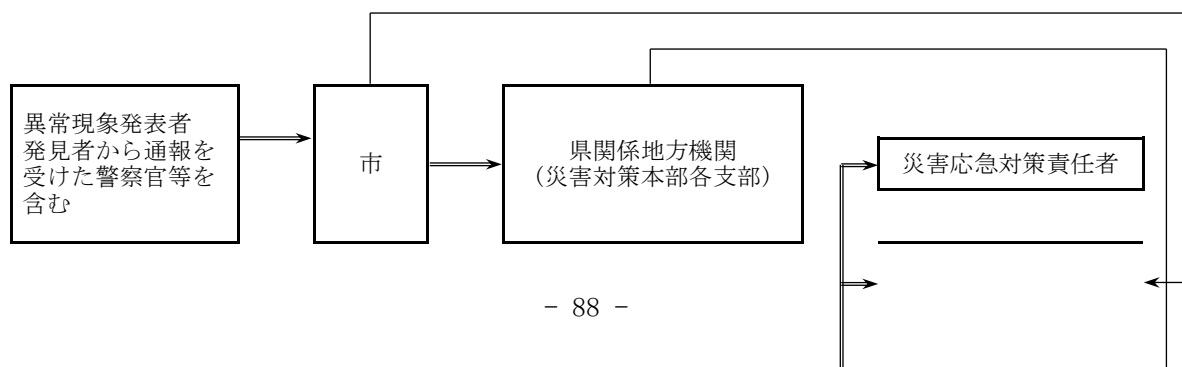 異常現象発表者
発見者から通報を
受けた警察官等を
含む
市
県関係地方機関
（災害対策本部各支部）
災害応急対策責任者
- 88 -